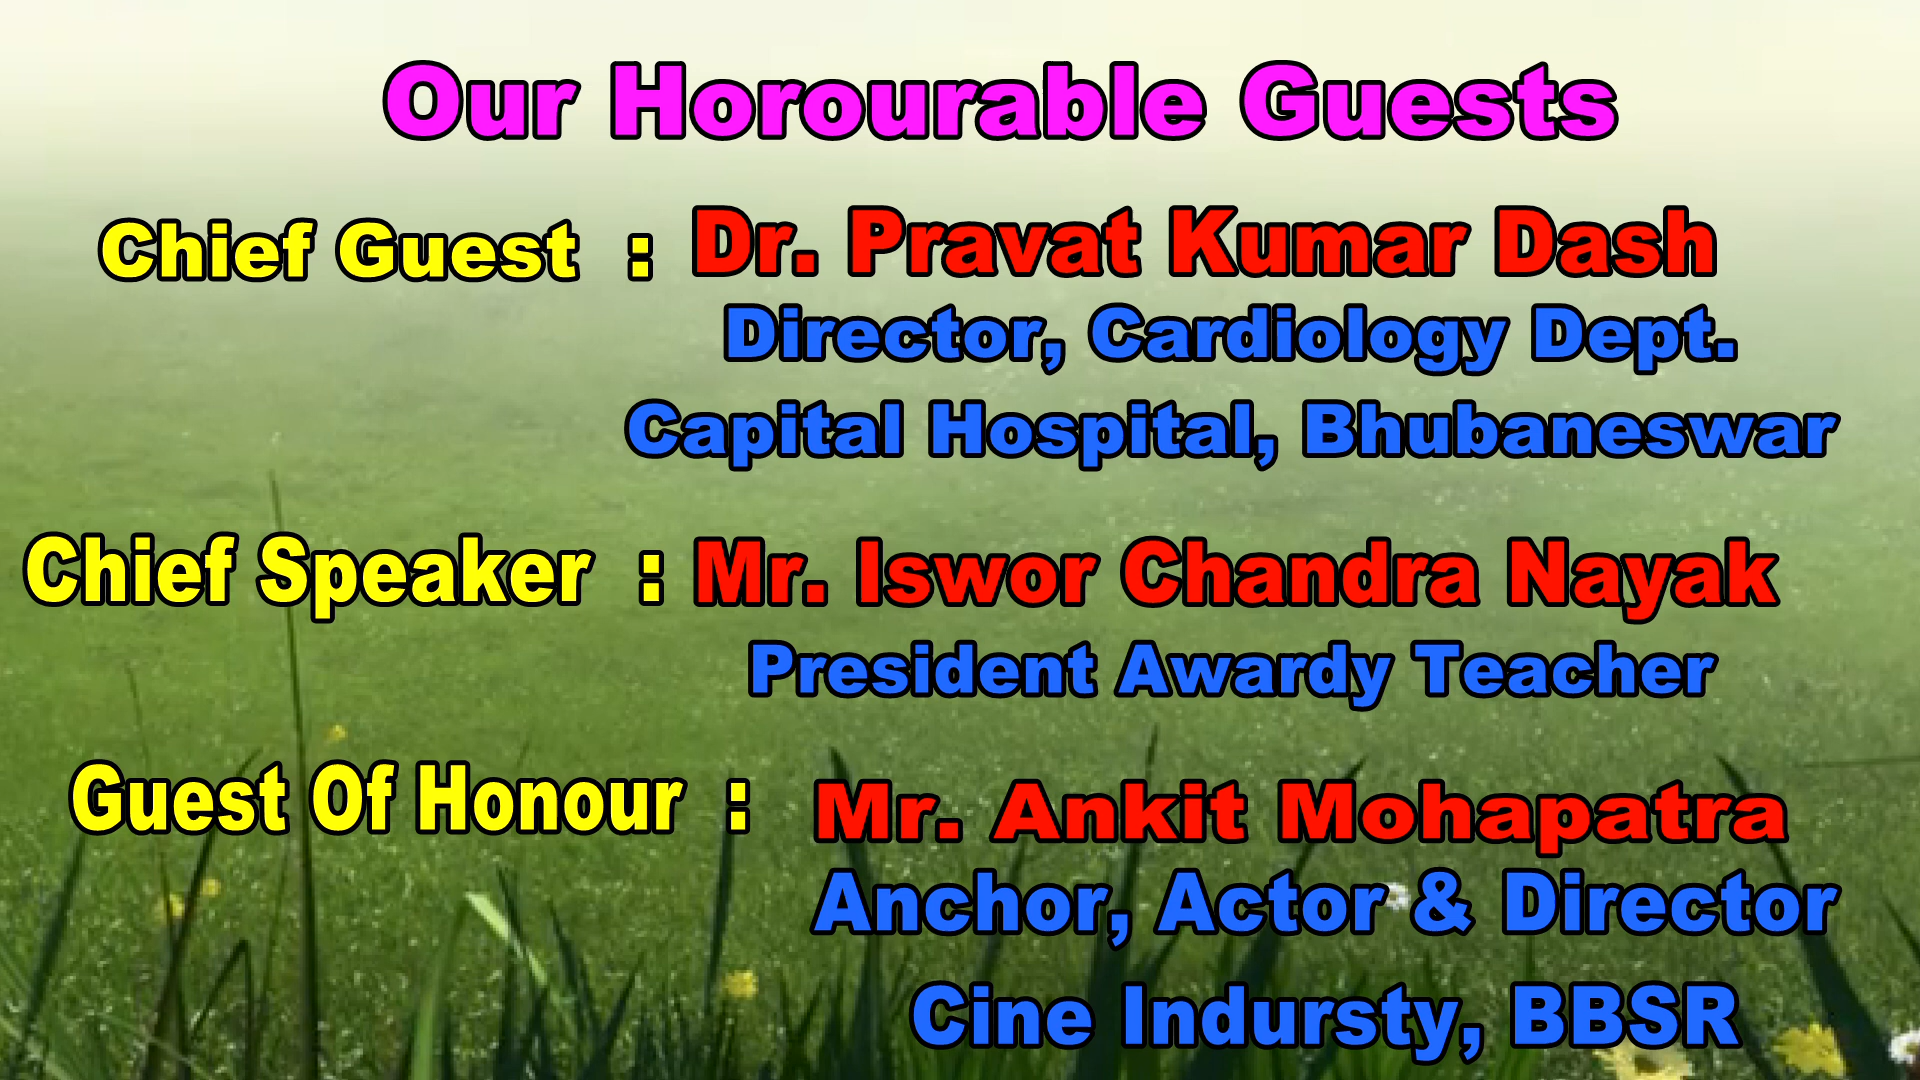 Our Horourable Guests
Chief Guest : Dr. Pravat Kumar Dash
Director, Cardiology Dept.
Capital Hospital, Bhubaneswar
Chief Speaker : Mr. Iswor Chandra Nayak
President Awardy Teacher
Guest Of Honour : Mr. Ankit Mohapatra
Anchor, Actor & Director
Cine Indursty, BBSR